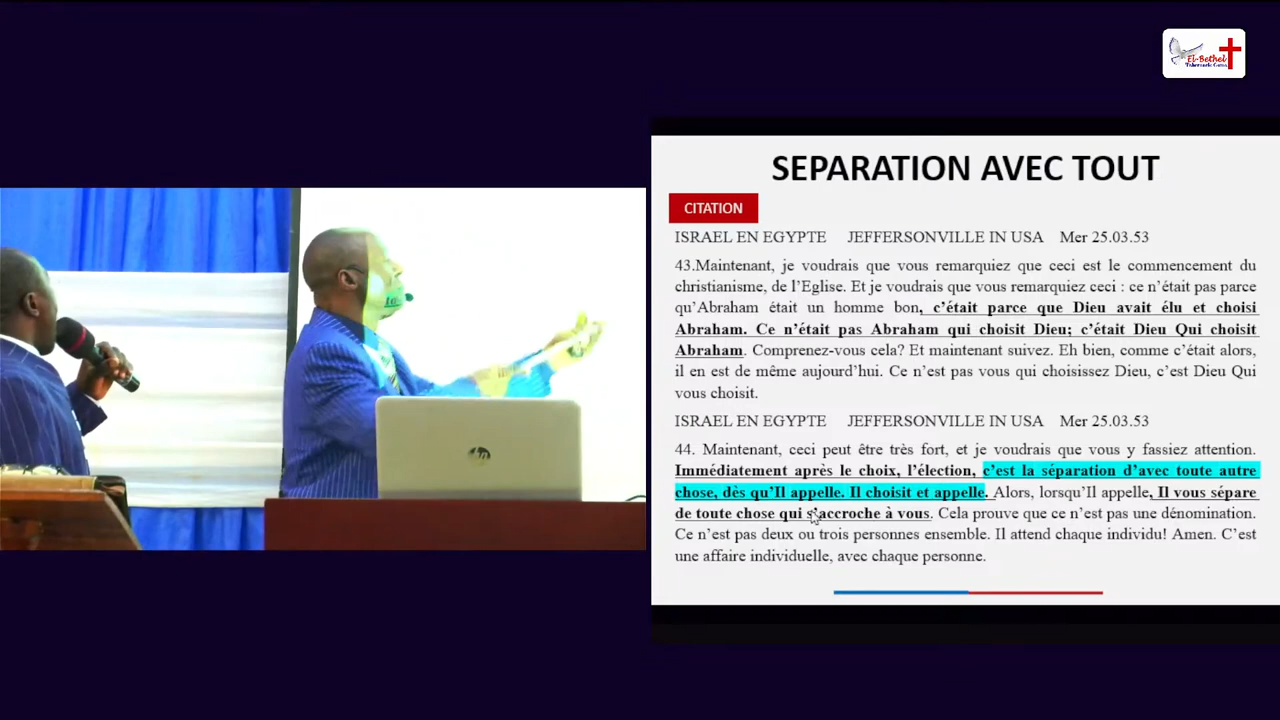 El-Bethel
SEPARATION AVEC TOUT
CITATION
ISRAEL EN EGYPTE JEFFERSONVILLE IN USA Mer 25.03.53
43.Maintenant, je voudrais que vous remarquiez que ceci est le commencement du
christianisme, de l’Eglise. Et je voudrais que vous remarquiez ceci : ce n’était pas parce
qu’Abraham était un homme bon, c’était parce que Dieu avait élu et choisi
Abraham. Ce n’était pas Abraham qui choisit Dieu; c’était Dieu Qui choisit
Abraham. Comprenez-vous cela? Et maintenant suivez. Eh bien, comme c’était alors,
il en est de même aujourd’hui. Ce n’est pas vous qui choisissez Dieu, c’est Dieu Qui
vous choisit.
ISRAEL EN EGYPTE JEFFERSONVILLE IN USA Mer 25.03.53
44. Maintenant, ceci peut être très fort, et je voudrais que vous y fassiez attention.
Immédiatement après le choix, l’élection, c’est la séparation d’avec toute autre
chose, dès qu’Il appelle. Il choisit et appelle. Alors, lorsqu’Il appelle, Il vous sépare
de toute chose qui s’accroche à vous. Cela prouve que ce n’est pas une dénomination.
Ce n’est pas deux ou trois personnes ensemble. Il attend chaque individu! Amen. C’est
une affaire individuelle, avec chaque personne.
hp